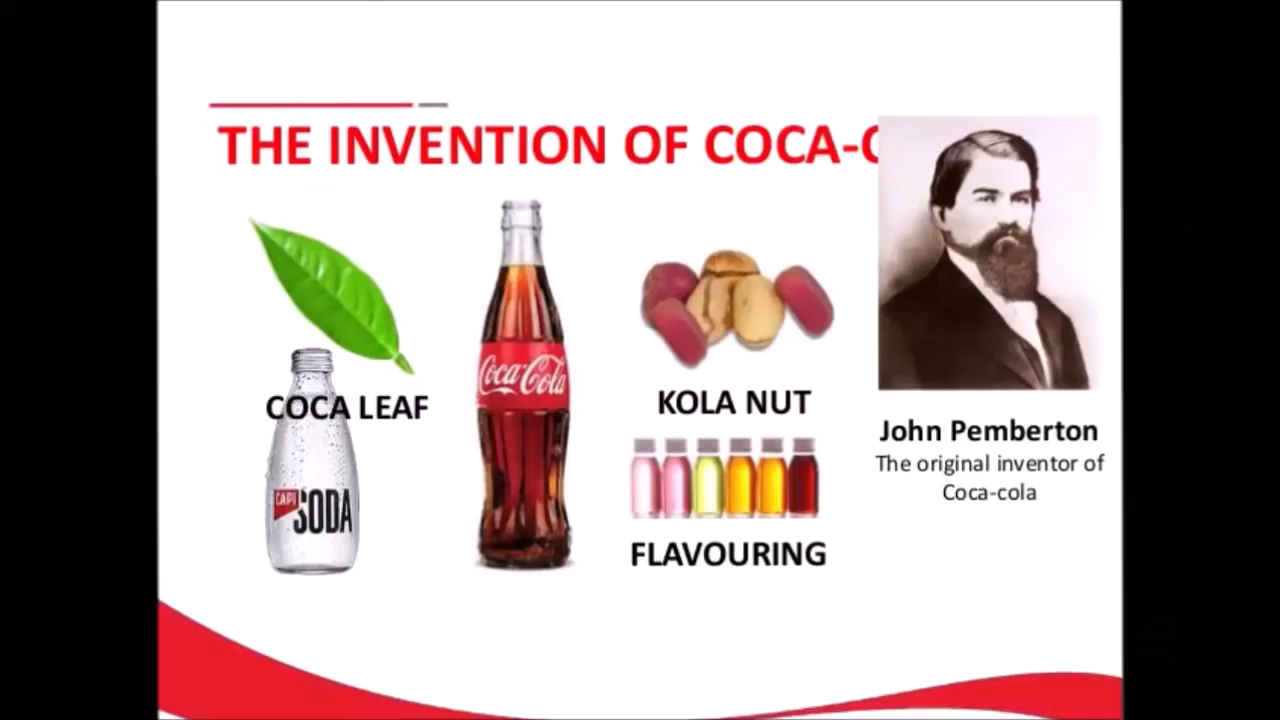 THE INVENTION OF COCA-C
COCA LEAF
CAPI
SODA
Coca-Cola
KOLA NUT
FLAVOURING
John Pemberton
The original inventor of
Coca-cola